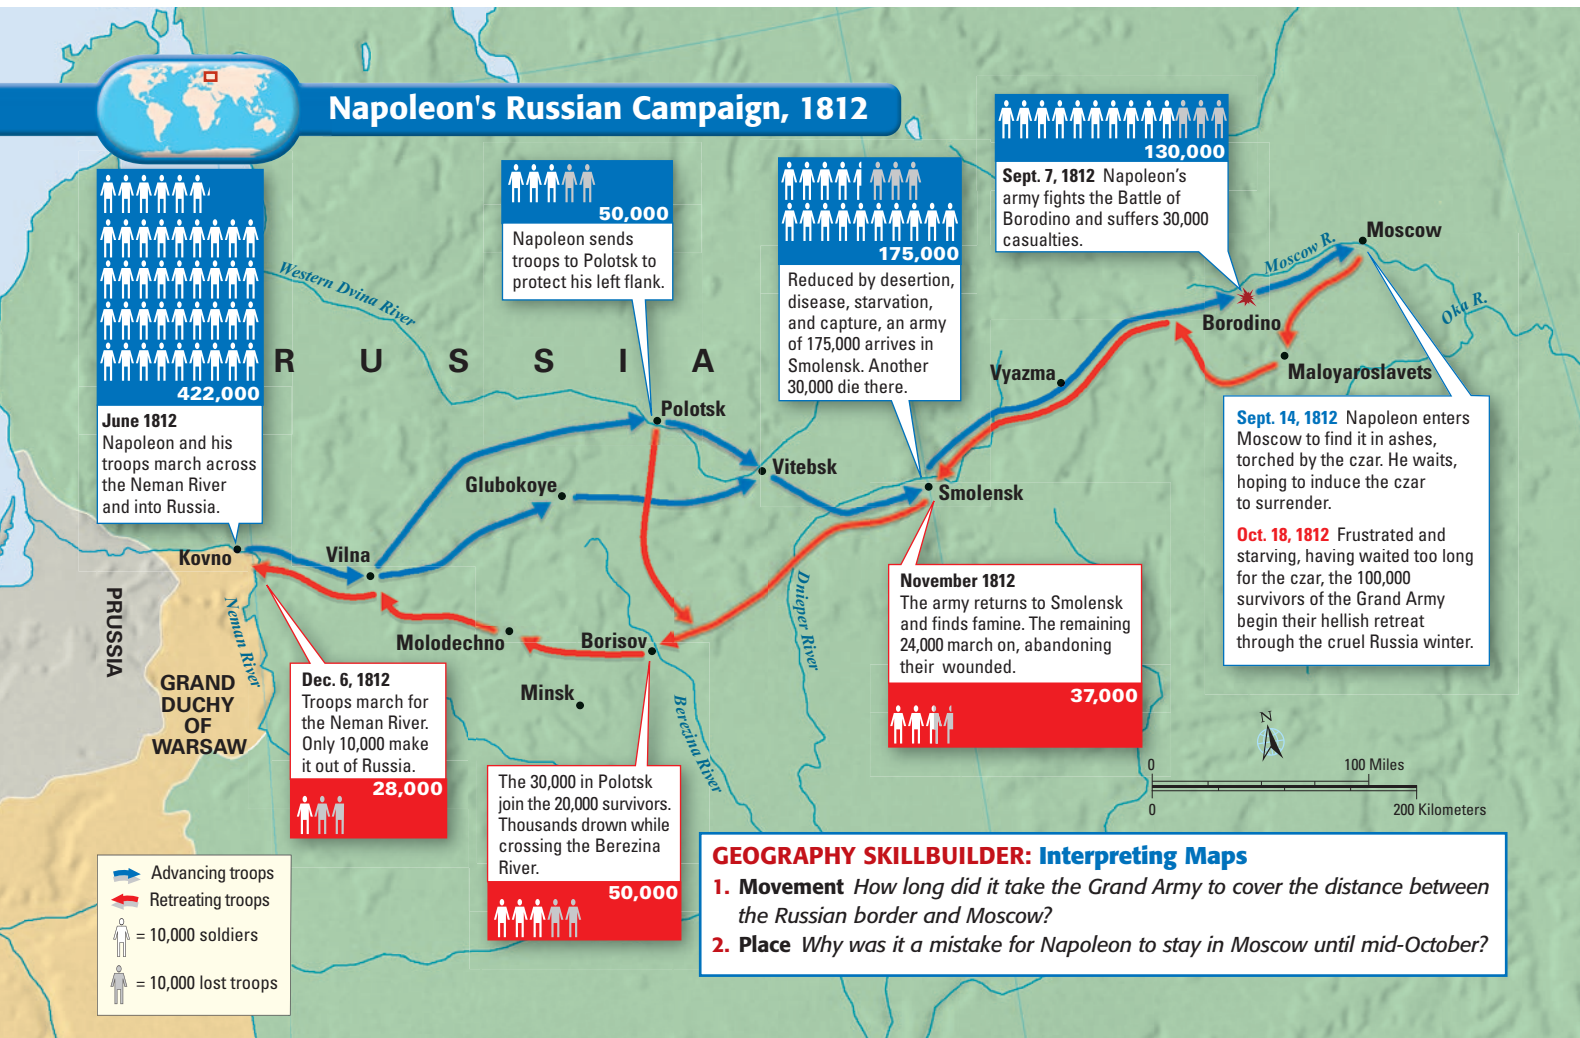 Napoleon's Russian Campaign, 1812
422,000
June 1812
Napoleon and his
troops march across
the Neman River
and into Russia.
50,000
Napoleon sends
troops to Polotsk to
protect his left flank.
175,000
Reduced by desertion,
disease, starvation,
and capture, an army
of 175,000 arrives in
Smolensk. Another
30,000 die there.
130,000
Sept. 7, 1812 Napoleon's
army fights the Battle of
Borodino and suffers 30,000
casualties.
Moscow
Moscow R.
Oka R.
Borodino
Maloyaroslavets
Vyazma
Western Dvina River
RUSSIA
Polotsk
Glubokoye
Vitebsk
Smolensk
Kovno
Vilna
Molodechno
Borisov
Minsk
Neman River
Dnieper River
Berezina River
PRUSSIA
GRAND
DUCHY
OF
WARSAW
Sept. 14, 1812 Napoleon enters
Moscow to find it in ashes,
torched by the czar. He waits,
hoping to induce the czar
to surrender.
Oct. 18, 1812 Frustrated and
starving, having waited too long
for the czar, the 100,000
survivors of the Grand Army
begin their hellish retreat
through the cruel Russia winter.
November 1812
The army returns to Smolensk
and finds famine. The remaining
24,000 march on, abandoning
their wounded.
37,000
The 30,000 in Polotsk
join the 20,000 survivors.
Thousands drown while
crossing the Berezina
River.
50,000
Dec. 6, 1812
Troops march for
the Neman River.
Only 10,000 make
it out of Russia.
28,000
N
0 100 Miles
0 200 Kilometers
Advancing troops
Retreating troops
= 10,000 soldiers
= 10,000 lost troops
GEOGRAPHY SKILLBUILDER: Interpreting Maps
1. Movement How long did it take the Grand Army to cover the distance between
the Russian border and Moscow?
2. Place Why was it a mistake for Napoleon to stay in Moscow until mid-October?